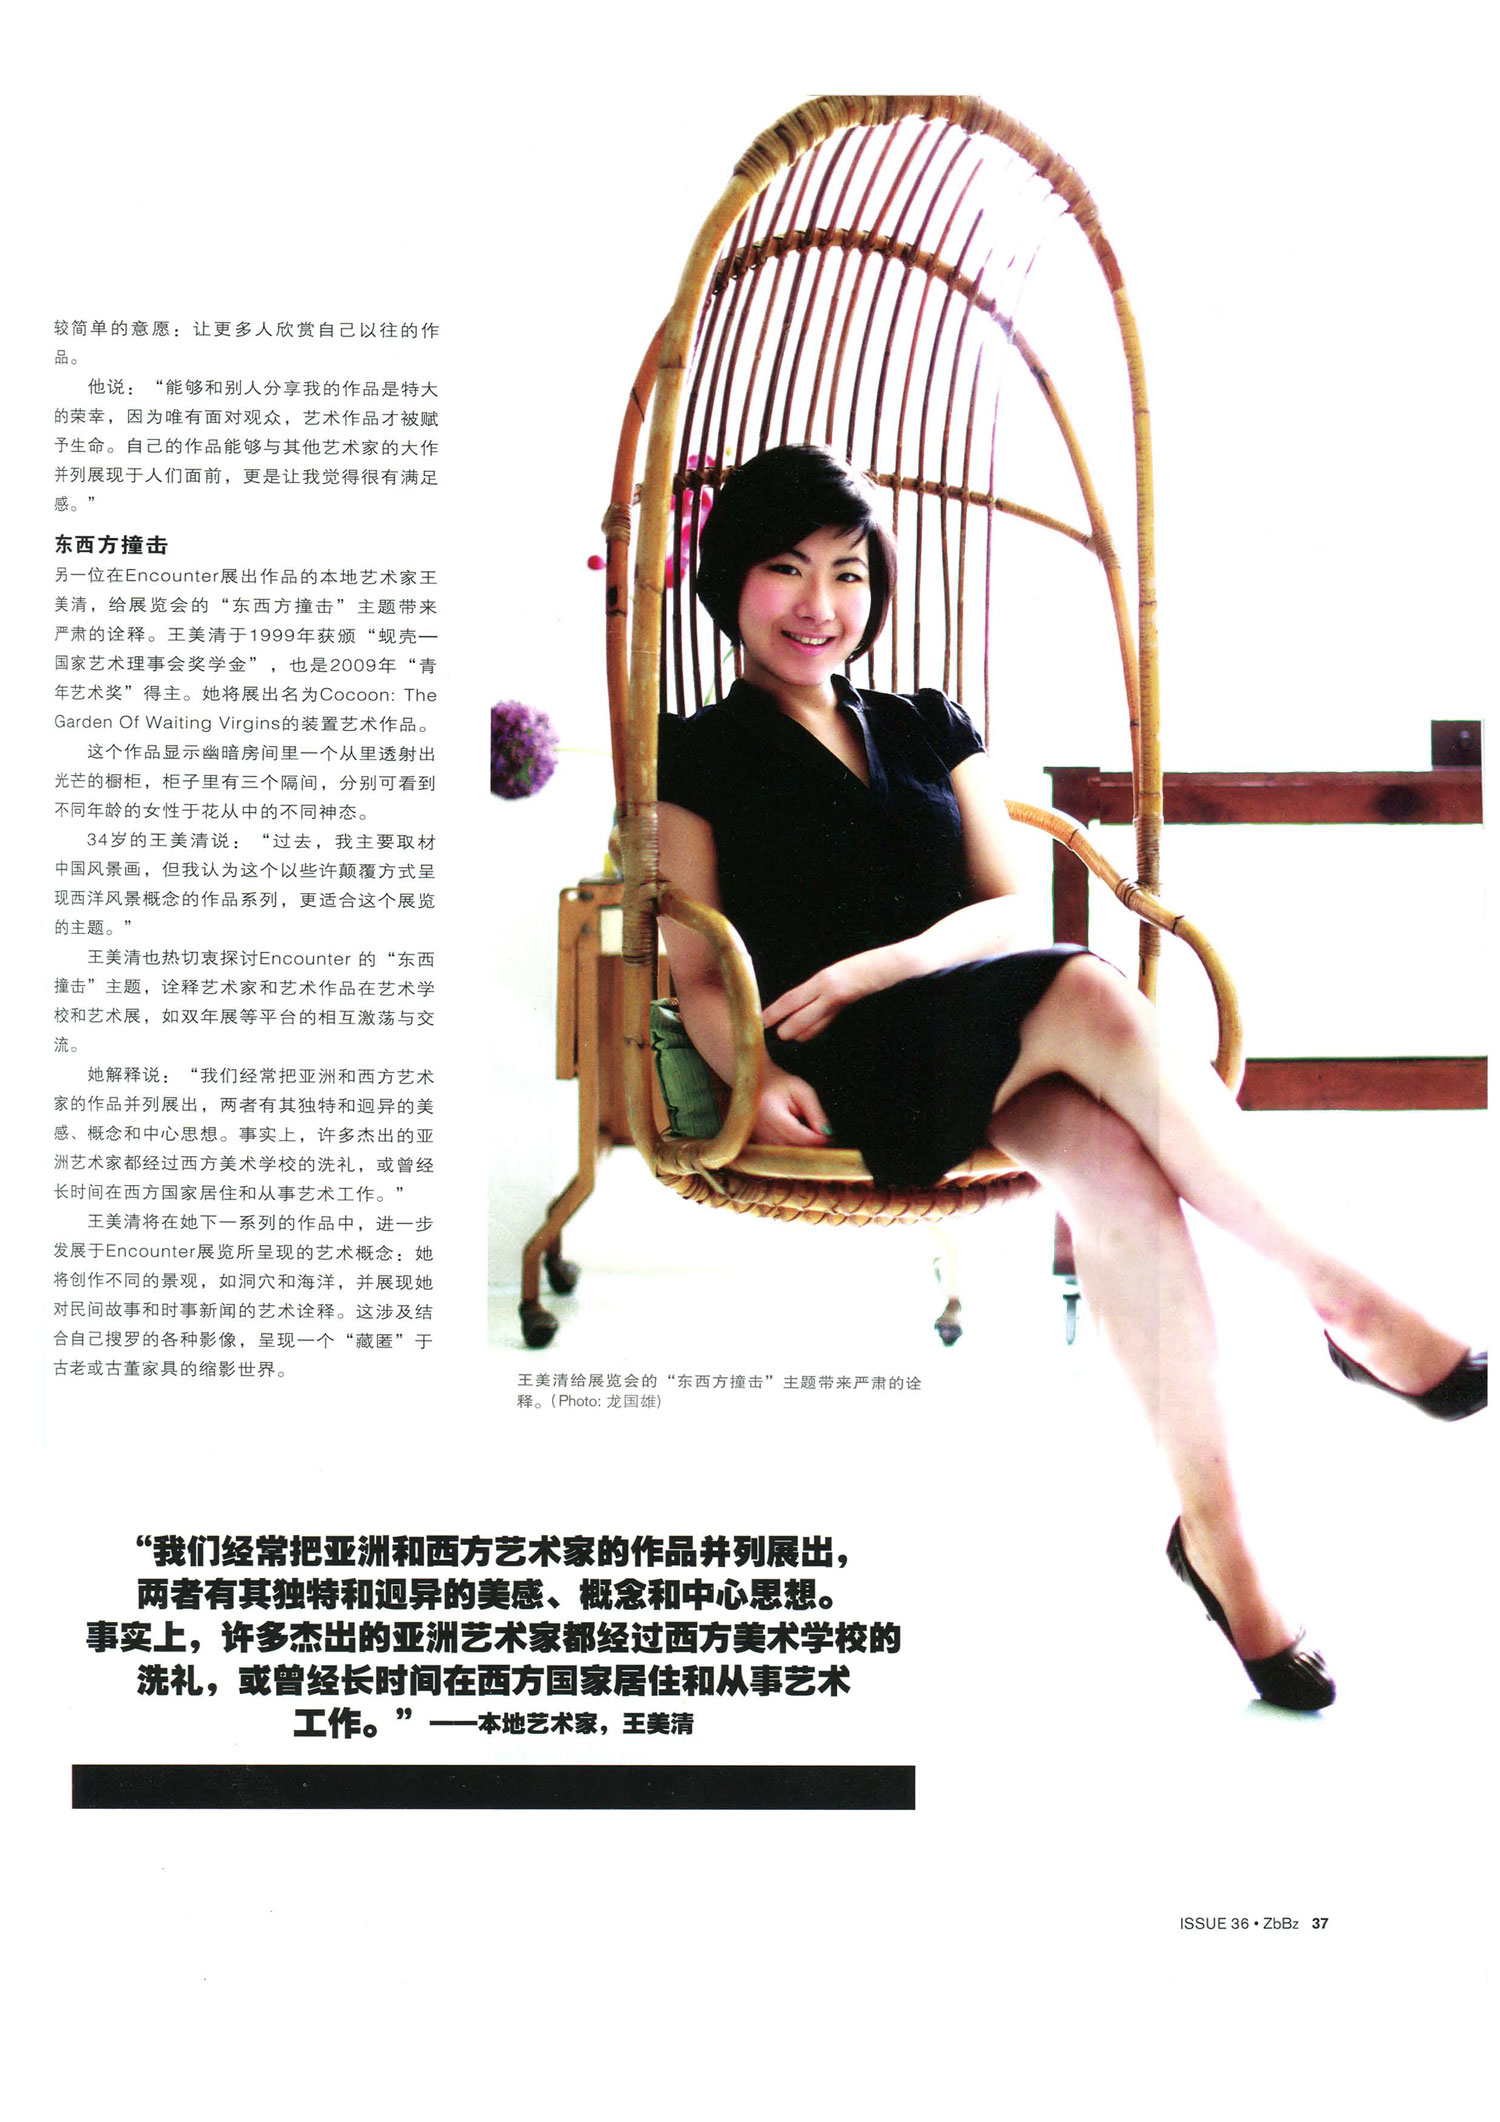 较简单的意愿：让更多人欣赏自己以往的作
品。
他说：“能够和别人分享我的作品是特大
的荣幸，因为唯有面对观众，艺术作品才被赋
予生命。自己的作品能够与其他艺术家的大作
并列展现于人们面前，更是让我觉得很有满足
感。”
东西方撞击
另一位在Encounter展出作品的本地艺术家王
美清，给展览会的“东西方撞击”主题带来
严肃的诠释。王美清于1999年获颁“蚬壳—
国家艺术理事会奖学金”，也是2009年“青
年艺术奖”得主。她将展出名为Cocoon: The
Garden Of Waiting Virgins的装置艺术作品。
这个作品显示幽暗房间里一个从里透射出
光芒的橱柜，柜子里有三个隔间，分别可看到
不同年龄的女性于花从中的不同神态。
34岁的王美清说：“过去，我主要取材
中国风景画，但我认为这个以些许颠覆方式呈
现西洋风景概念的作品系列，更适合这个展览
的主题。”
王美清也热切衷探讨Encounter 的“东西
撞击”主题，诠释艺术家和艺术作品在艺术学
校和艺术展，如双年展等平台的相互激荡与交
流。
她解释说：“我们经常把亚洲和西方艺术
家的作品并列展出，两者有其独特和迥异的美
感、概念和中心思想。事实上，许多杰出的亚
洲艺术家都经过西方美术学校的洗礼，或曾经
长时间在西方国家居住和从事艺术工作。”
王美清将在她下一系列的作品中，进一步
发展于Encounter展览所呈现的艺术概念：她
将创作不同的景观，如洞穴和海洋，并展现她
对民间故事和时事新闻的艺术诠释。这涉及结
合自己搜罗的各种影像，呈现一个“藏匿”于
古老或古董家具的缩影世界。
王美清给展览会的“东西方撞击”主题带来严肃的诠
释。(Photo: 龙国雄)
“我们经常把亚洲和西方艺术家的作品并列展出，
两者有其独特和迥异的美感、概念和中心思想。
事实上，许多杰出的亚洲艺术家都经过西方美术学校的
洗礼，或曾经长时间在西方国家居住和从事艺术
工作。”——本地艺术家，王美清
ISSUE 36 • ZbBz 37